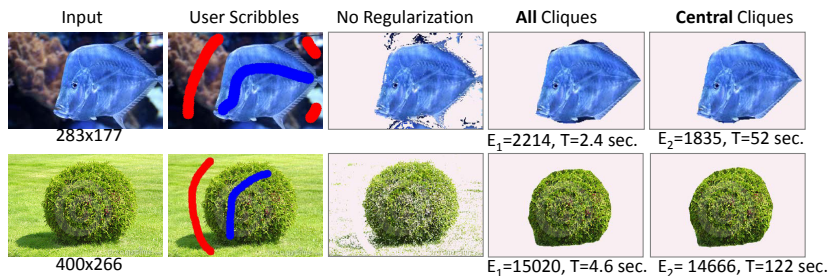 Input User Scribbles No Regularization All Cliques Central Cliques
283x177 E1=2214, T=2.4 sec. E2=1835, T=52 sec.
400x266 E1=15020, T=4.6 sec. E2= 14666, T=122 sec.